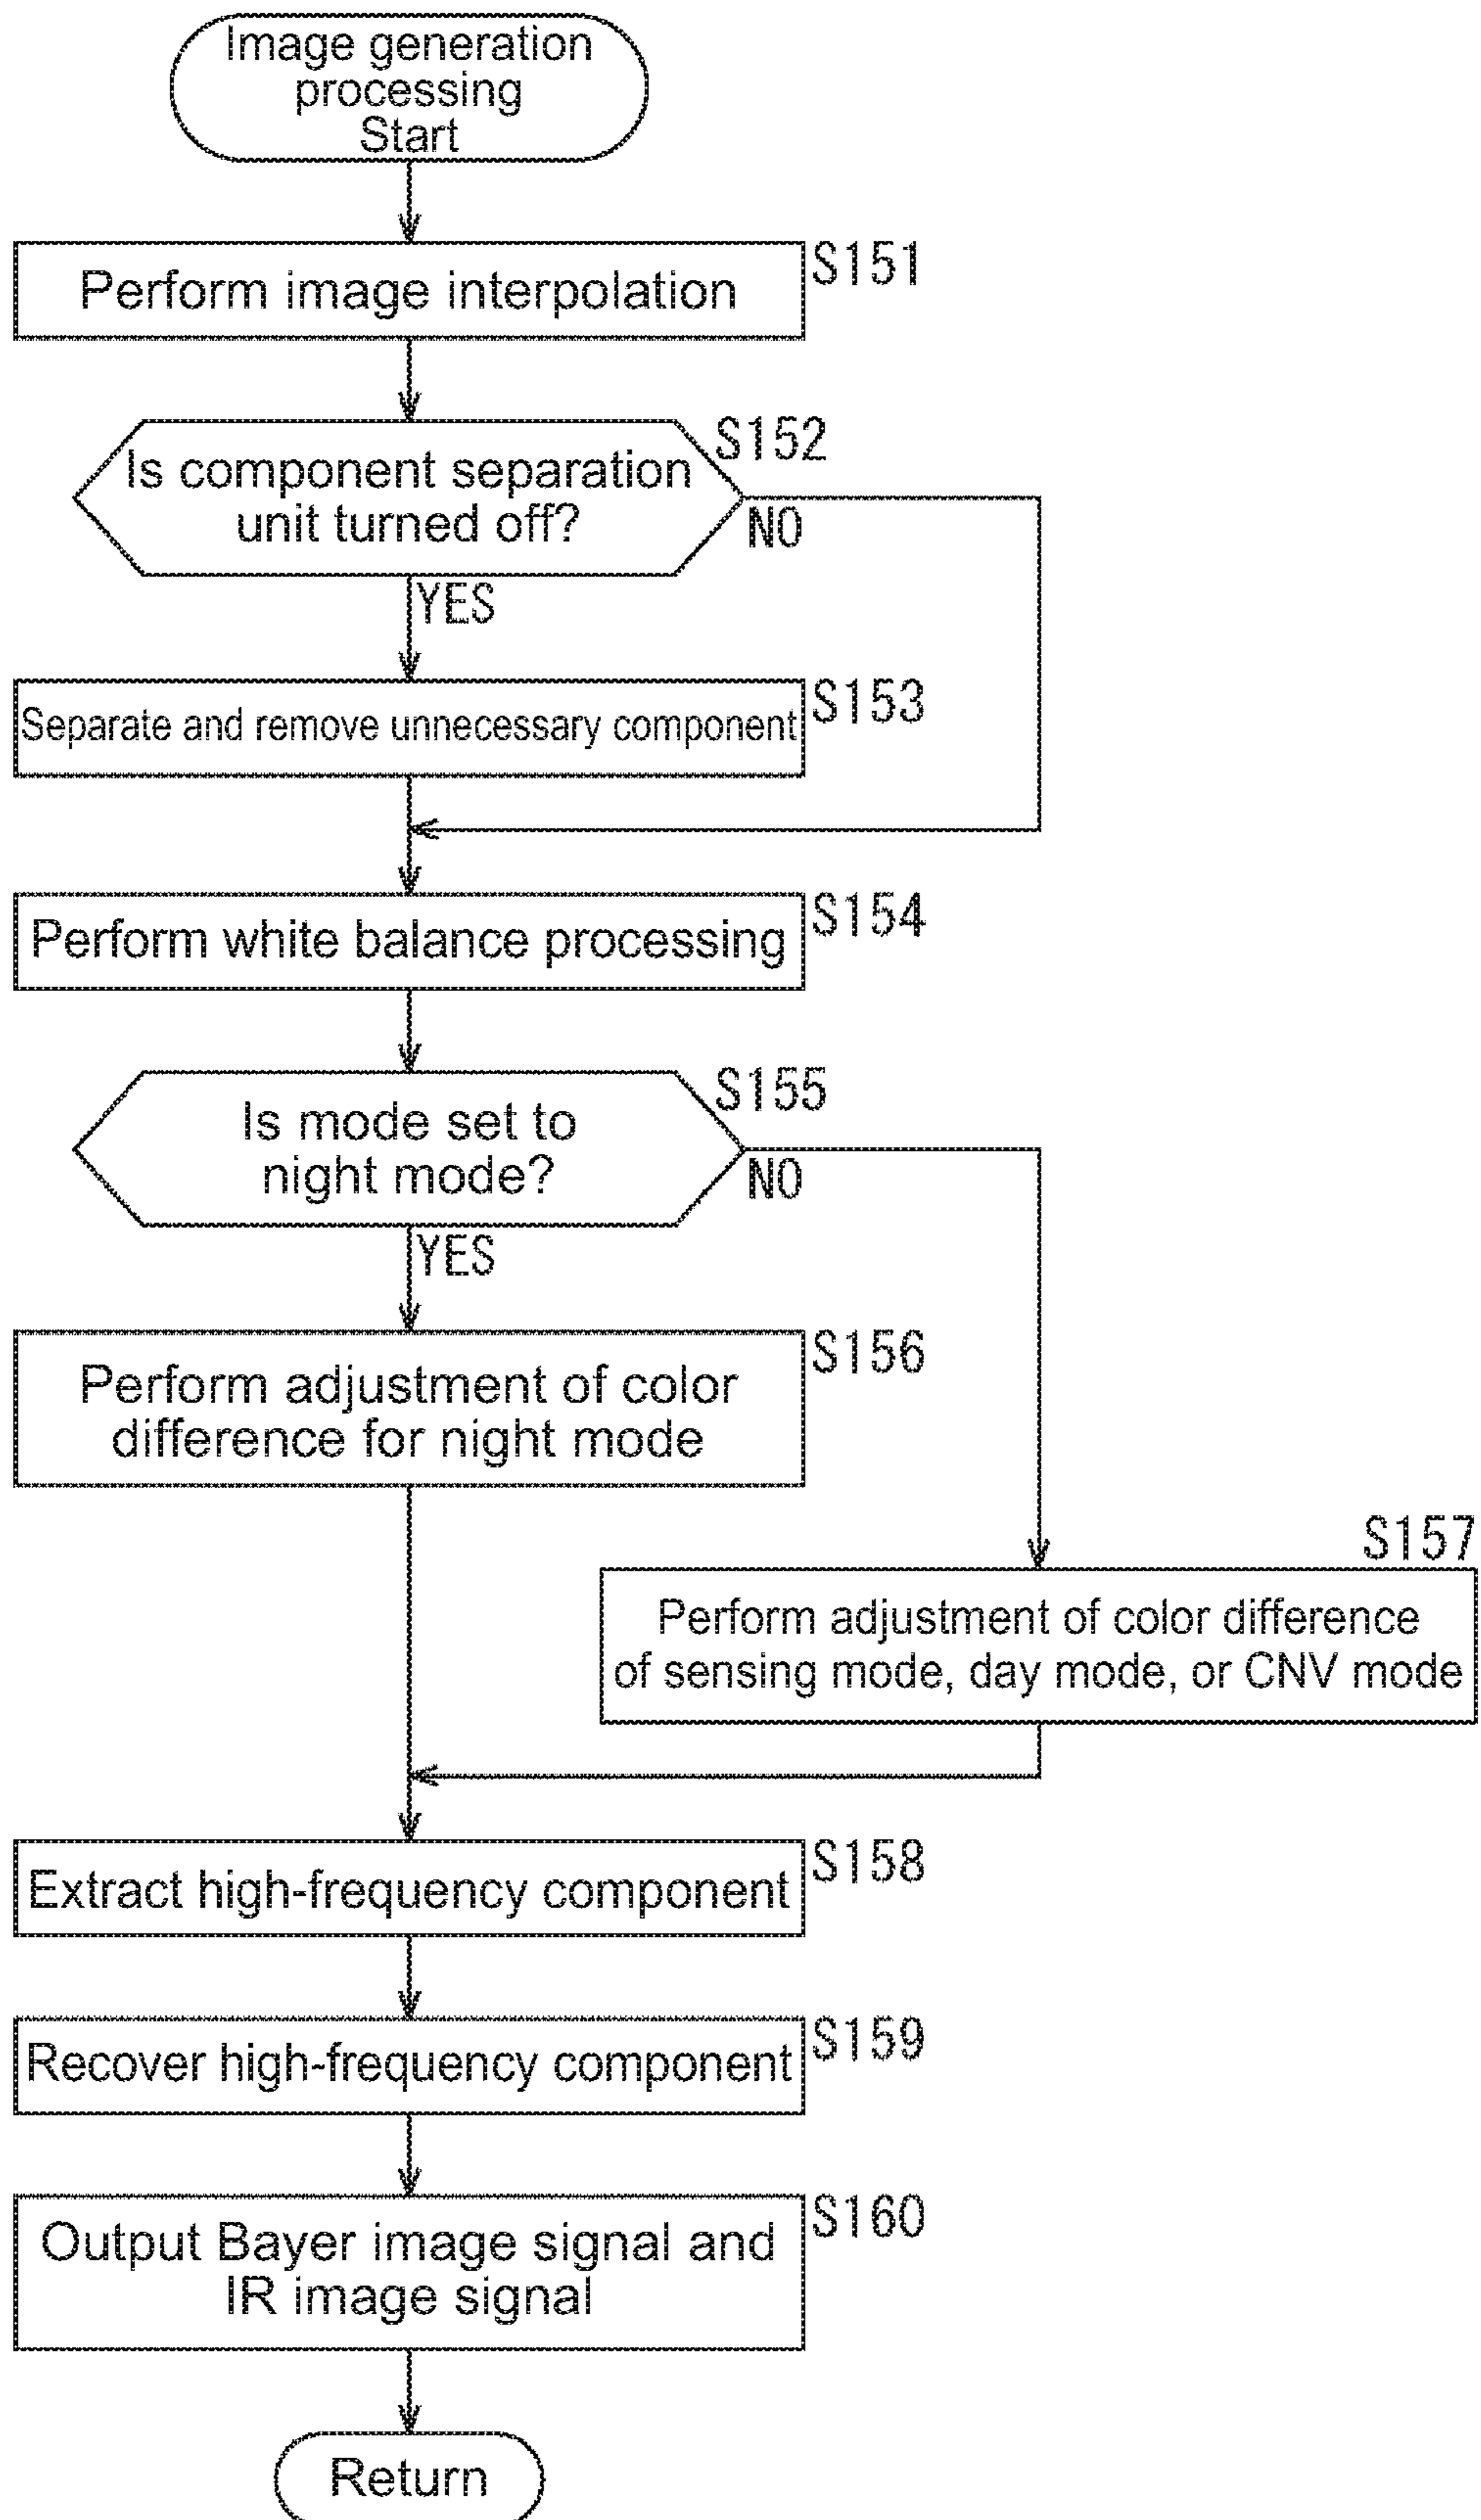 Image generation
processing
Start
Perform image interpolation
S151
Is component separation
unit turned off?
S152
NO
YES
Separate and remove unnecessary component
S153
Perform white balance processing
S154
Is mode set to
night mode?
S155
NO
YES
Perform adjustment of color
difference for night mode
S156
S157
Perform adjustment of color difference
of sensing mode, day mode, or CNV mode
Extract high-frequency component
S158
Recover high-frequency component
S159
Output Bayer image signal and
IR image signal
S160
Return